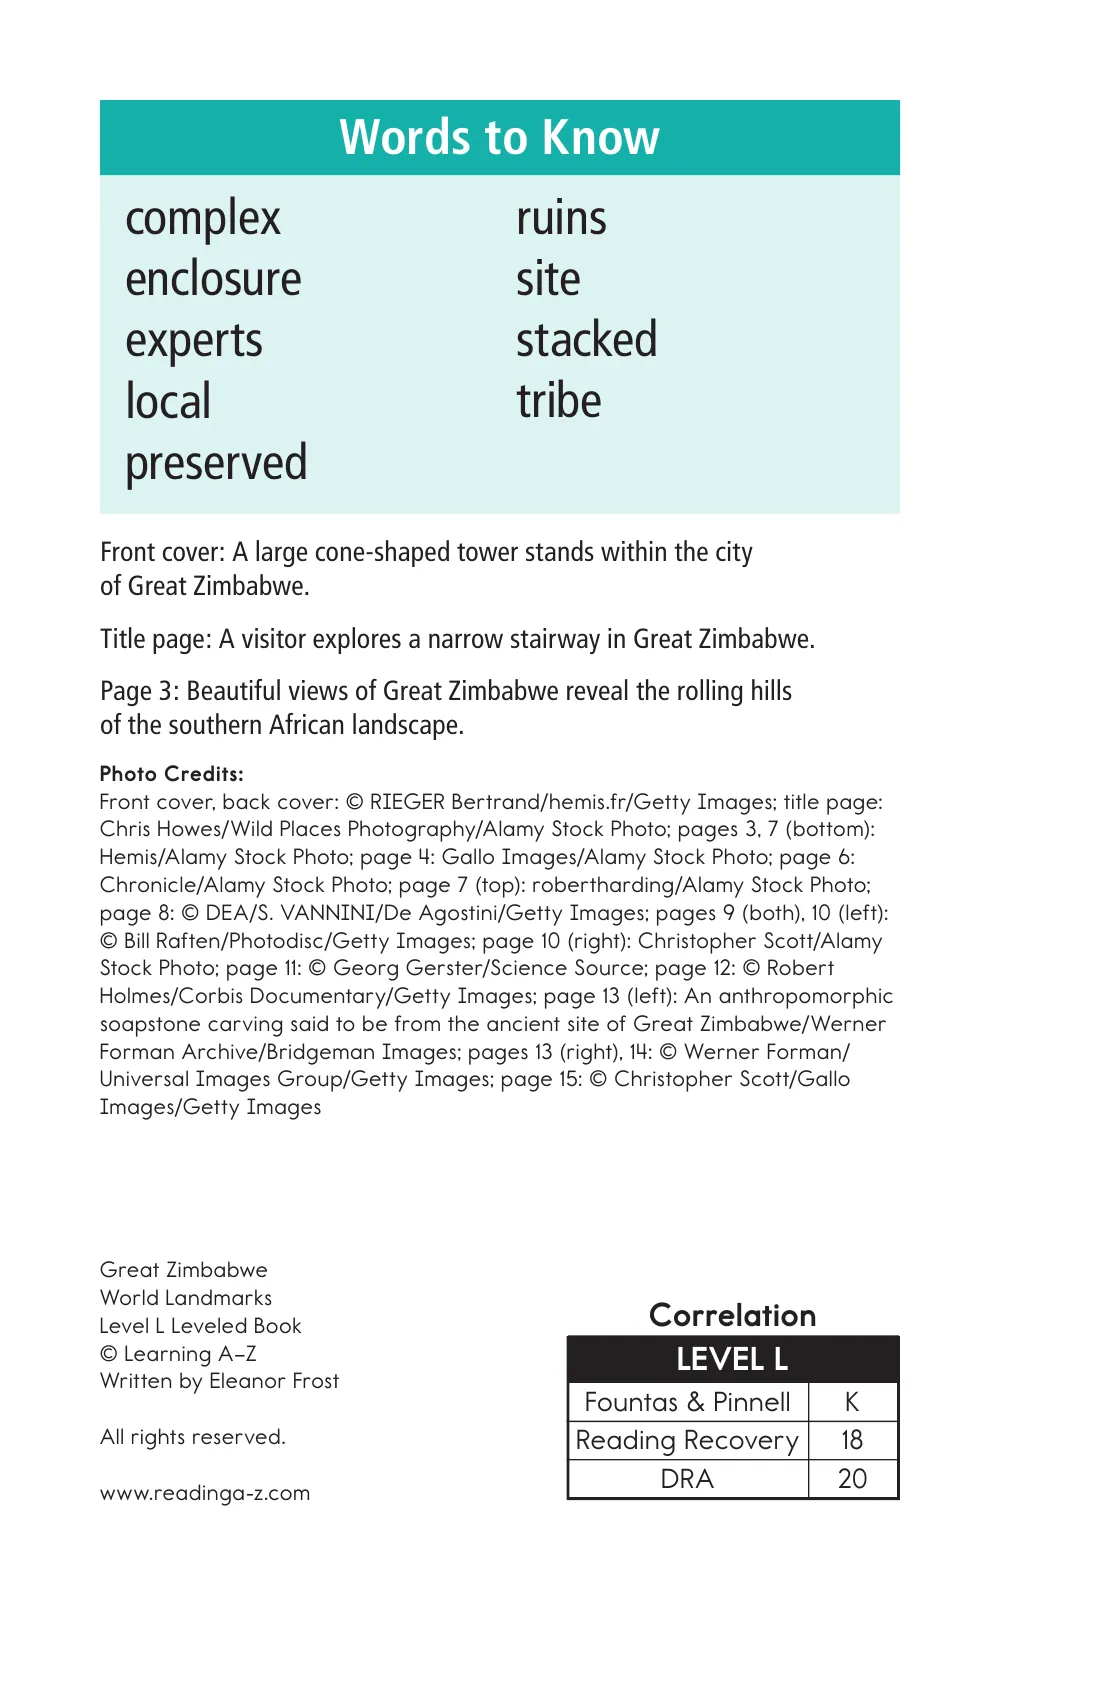 Words to Know
complex
enclosure
experts
local
preserved
ruins
site
stacked
tribe
Front cover: A large cone-shaped tower stands within the city
of Great Zimbabwe.
Title page: A visitor explores a narrow stairway in Great Zimbabwe.
Page 3: Beautiful views of Great Zimbabwe reveal the rolling hills
of the southern African landscape.
Photo Credits:
Front cover, back cover: © RIEGER Bertrand/hemis.fr/Getty Images; title page:
Chris Howes/Wild Places Photography/Alamy Stock Photo; pages 3, 7 (bottom):
Hemis/Alamy Stock Photo; page 4: Gallo Images/Alamy Stock Photo; page 6:
Chronicle/Alamy Stock Photo; page 7 (top): robertharding/Alamy Stock Photo;
page 8: © DEA/S. VANNINI/De Agostini/Getty Images; pages 9 (both), 10 (left):
© Bill Raften/Photodisc/Getty Images; page 10 (right): Christopher Scott/Alamy
Stock Photo; page 11: © Georg Gerster/Science Source; page 12: © Robert
Holmes/Corbis Documentary/Getty Images; page 13 (left): An anthropomorphic
soapstone carving said to be from the ancient site of Great Zimbabwe/Werner
Forman Archive/Bridgeman Images; pages 13 (right), 14: © Werner Forman/
Universal Images Group/Getty Images; page 15: © Christopher Scott/Gallo
Images/Getty Images
Great Zimbabwe
World Landmarks
Level L Leveled Book
© Learning A–Z
Written by Eleanor Frost
All rights reserved.
www.readinga-z.com
Correlation
LEVEL L
Fountas & Pinnell K
Reading Recovery 18
DRA 20